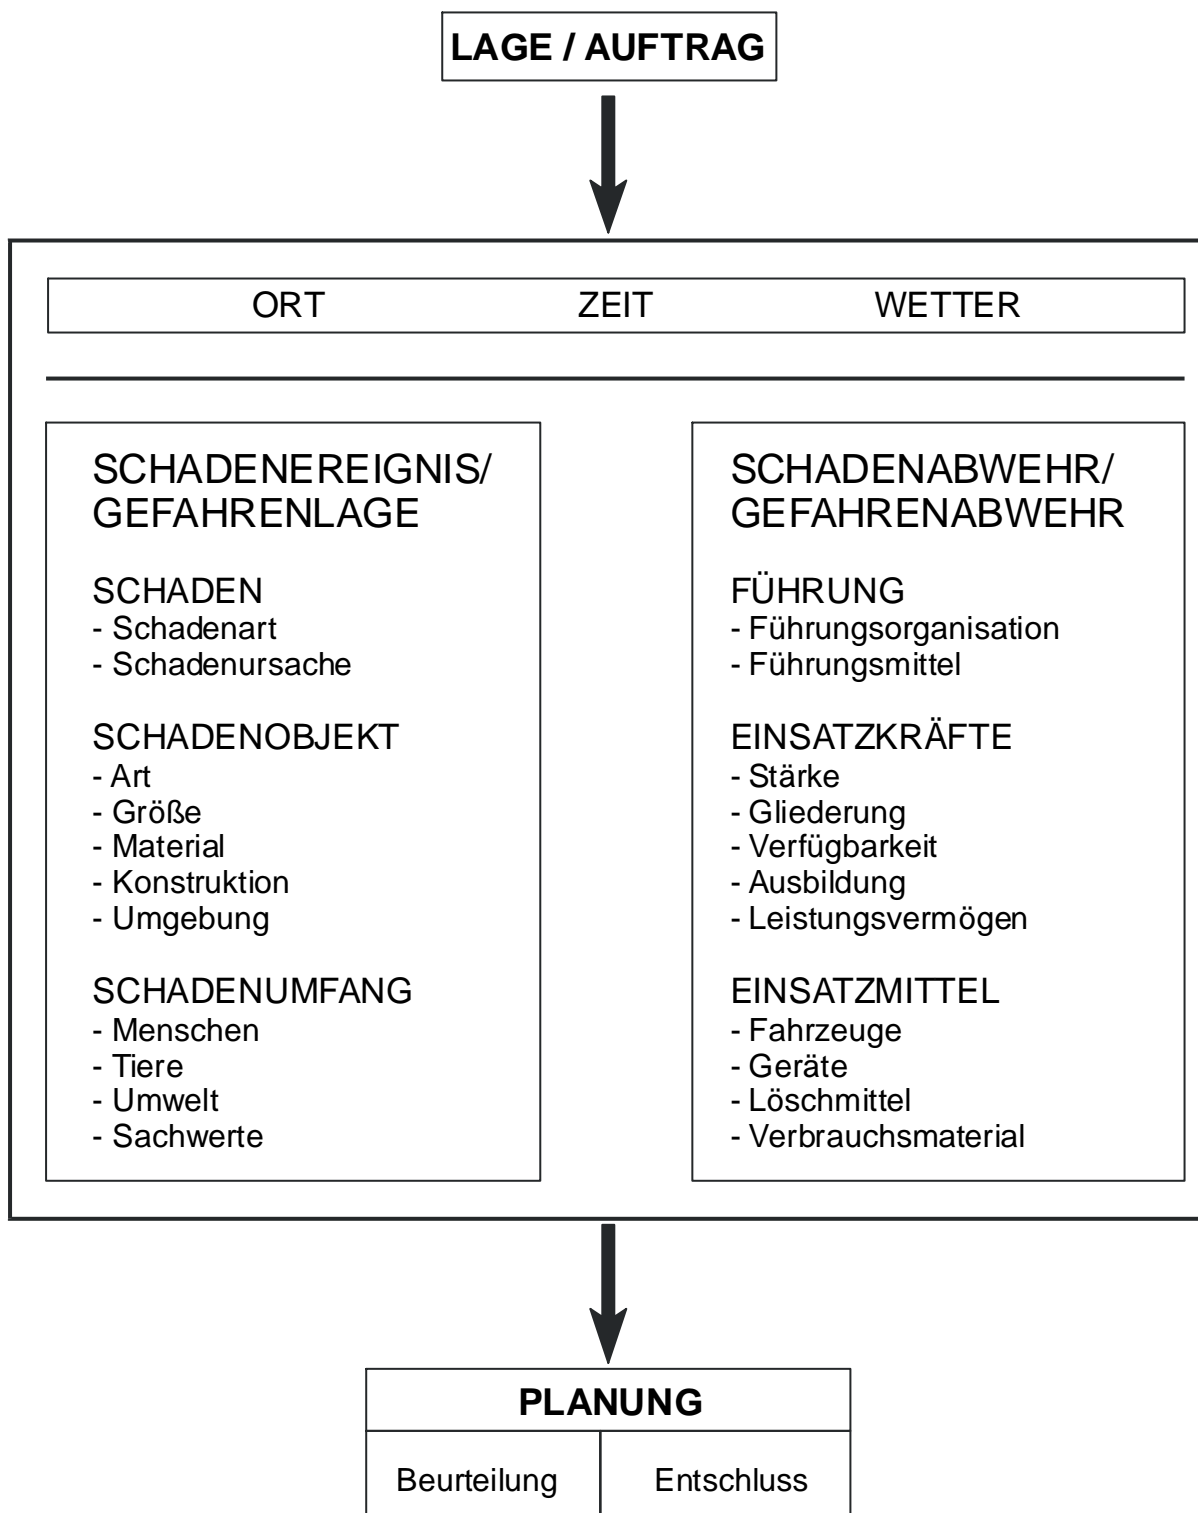 LAGE / AUFTRAG
ORT ZEIT WETTER
SCHADENEREIGNIS/
GEFAHRENLAGE
SCHADEN
- Schadenart
- Schadenursache
SCHADENOBJEKT
- Art
- Größe
- Material
- Konstruktion
- Umgebung
SCHADENUMFANG
- Menschen
- Tiere
- Umwelt
- Sachwerte
SCHADENABWEHR/
GEFAHRENABWEHR
FÜHRUNG
- Führungsorganisation
- Führungsmittel
EINSATZKRÄFTE
- Stärke
- Gliederung
- Verfügbarkeit
- Ausbildung
- Leistungsvermögen
EINSATZMITTEL
- Fahrzeuge
- Geräte
- Löschmittel
- Verbrauchsmaterial
PLANUNG
Beurteilung Entschluss